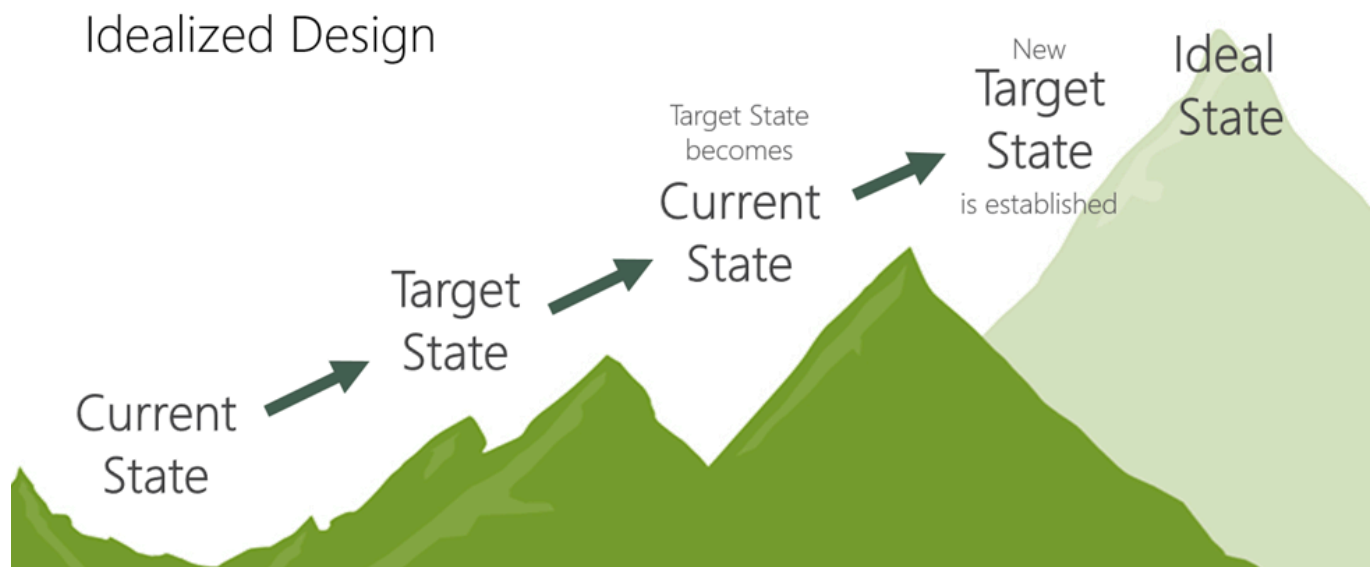 Idealized Design
Current
State
Target
State
Target State
becomes
Current
State
New
Target
State
is established
Ideal
State